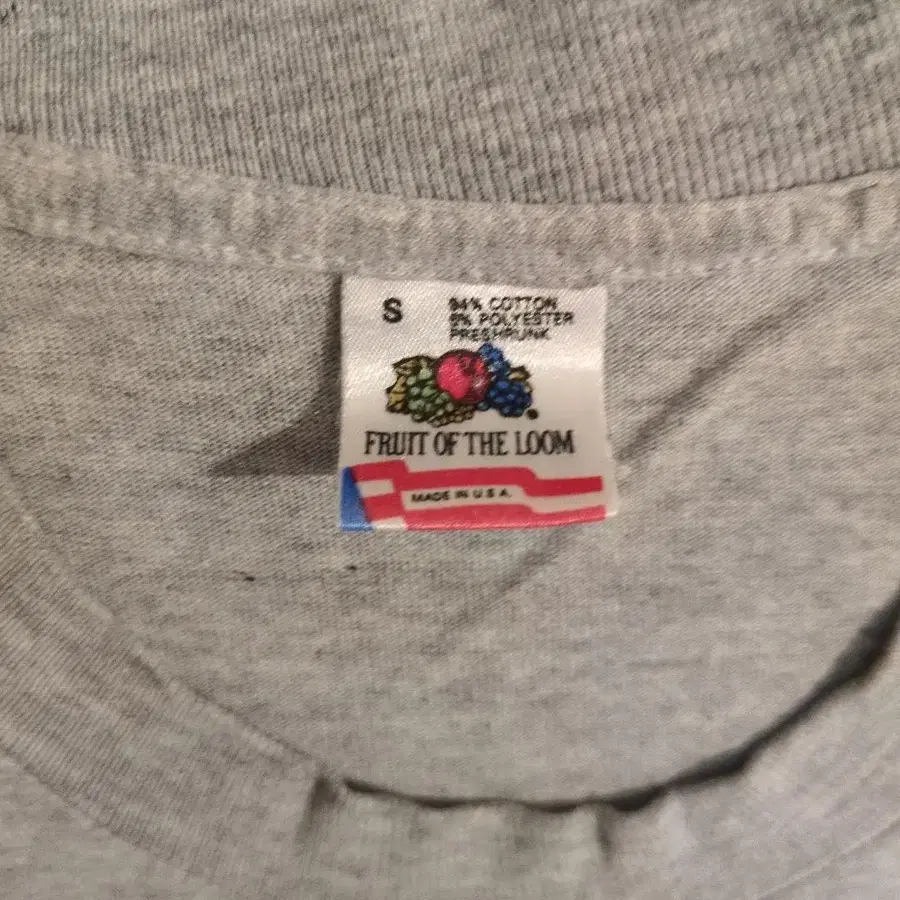 S
94% COTTON
6% POLYESTER
PRESHRUNK
®
FRUIT OF THE LOOM
MADE IN U.S.A.